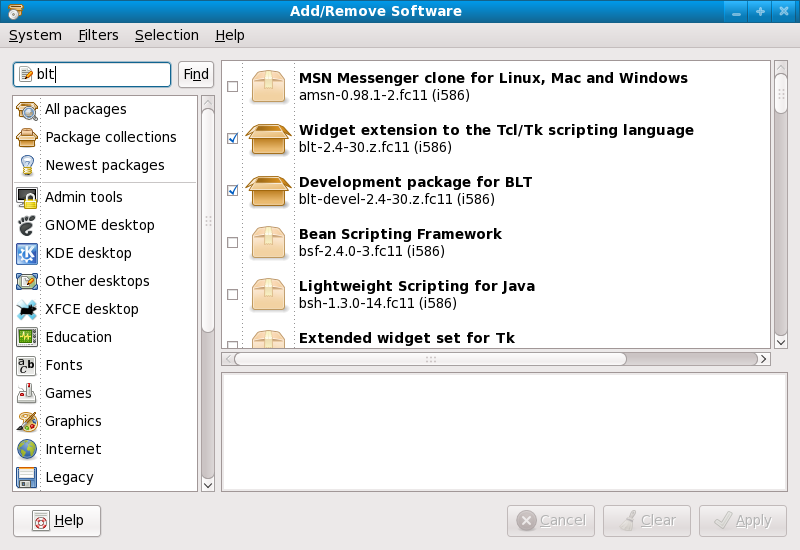 Add/Remove Software
System Filters Selection Help
blt
Find
All packages
Package collections
Newest packages
Admin tools
GNOME desktop
KDE desktop
Other desktops
XFCE desktop
Education
Fonts
Games
Graphics
Internet
Legacy
MSN Messenger clone for Linux, Mac and Windows
amsn-0.98.1-2.fc11 (i586)
Widget extension to the Tcl/Tk scripting language
blt-2.4-30.z.fc11 (i586)
Development package for BLT
blt-devel-2.4-30.z.fc11 (i586)
Bean Scripting Framework
bsf-2.4.0-3.fc11 (i586)
Lightweight Scripting for Java
bsh-1.3.0-14.fc11 (i586)
Extended widget set for Tk
Help
Cancel
Clear
Apply